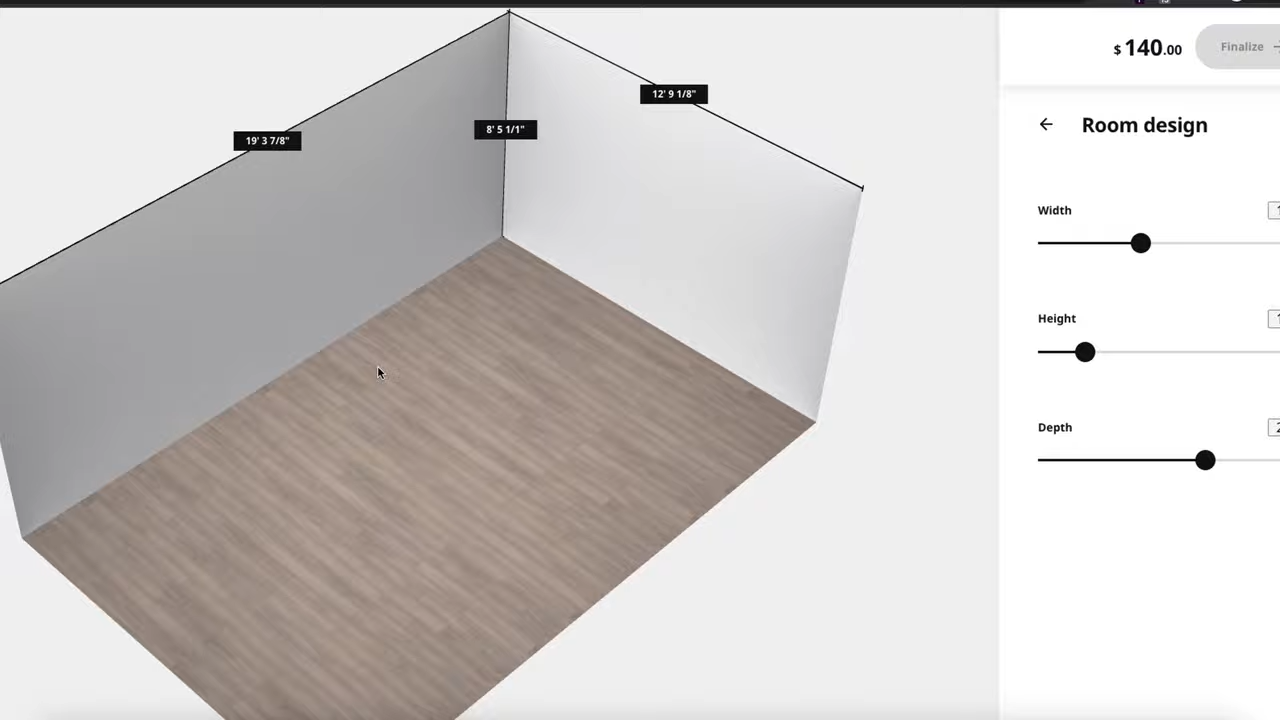 $ 140.00
Finalize
12' 9 1/8"
8' 5 1/1"
19' 3 7/8"
Room design
Width
Height
Depth